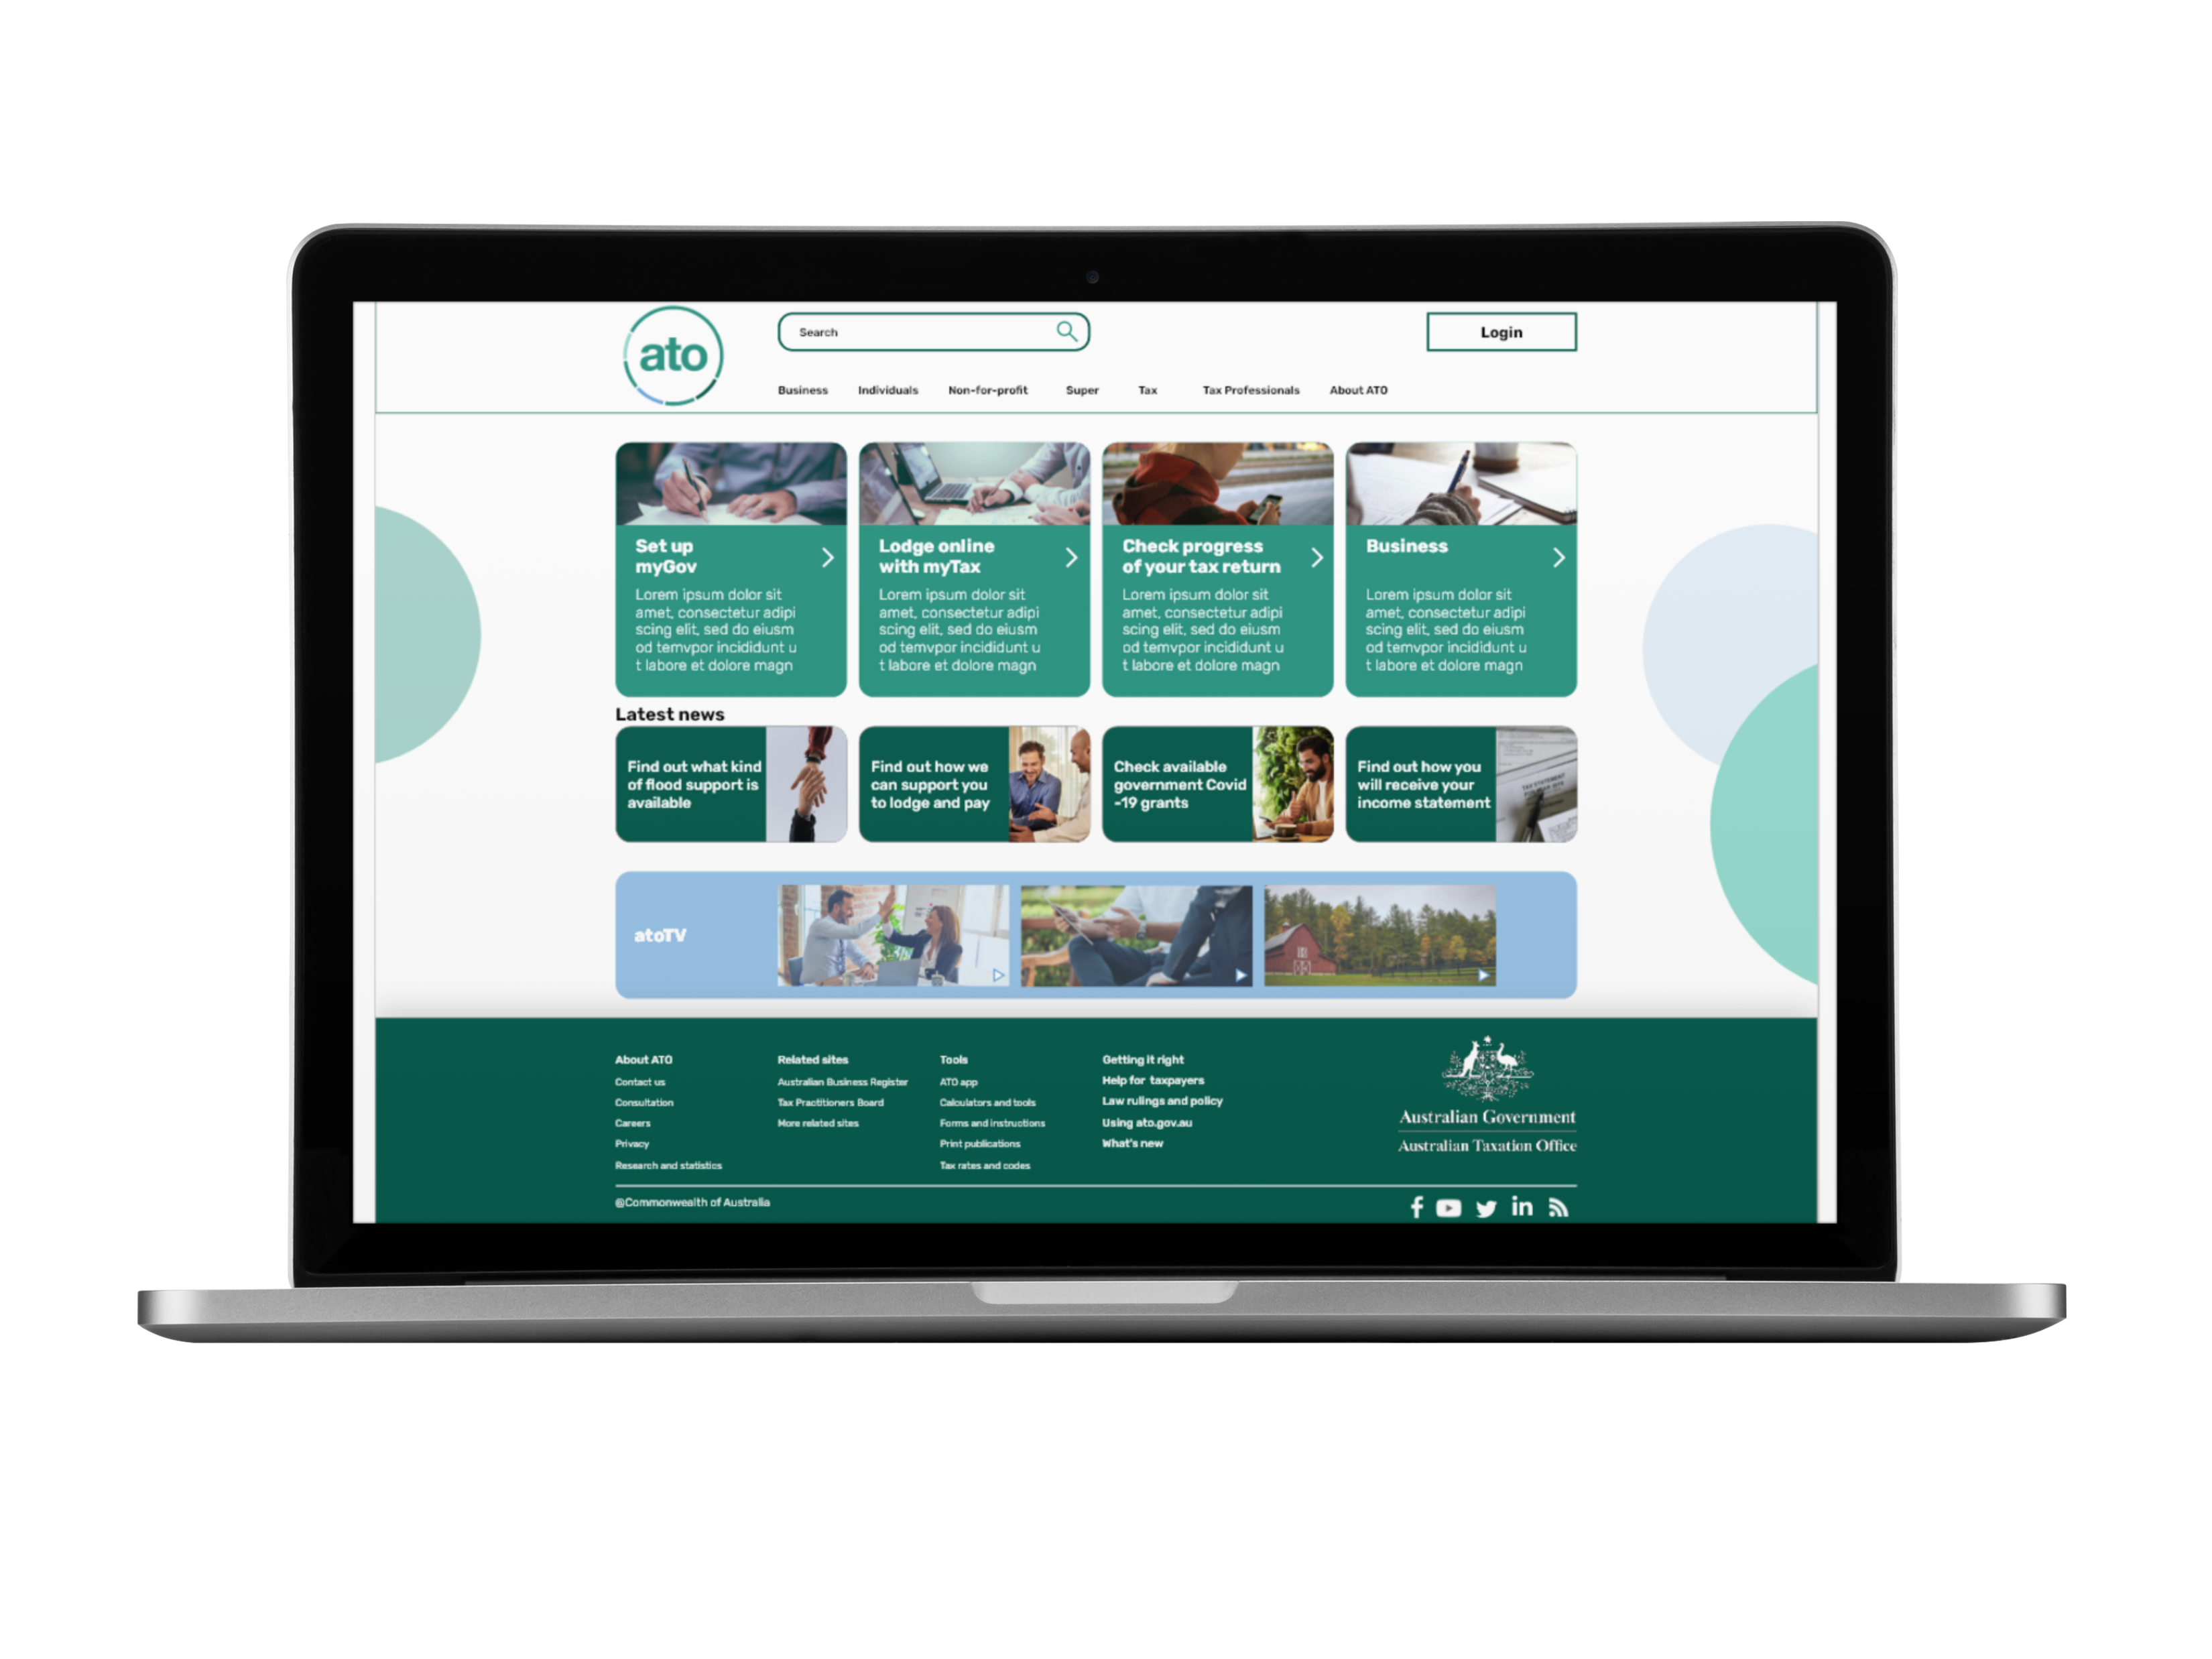 ato
Search
Login
Business Individuals Non-for-profit Super Tax Tax Professionals About ATO
Set up
myGov
Lorem ipsum dolor sit
amet, consectetur adipi
scing elit, sed do eiusm
od temvpor incididunt u
t labore et dolore magn
Lodge online
with myTax
Lorem ipsum dolor sit
amet, consectetur adipi
scing elit, sed do eiusm
od temvpor incididunt u
t labore et dolore magn
Check progress
of your tax return
Lorem ipsum dolor sit
amet, consectetur adipi
scing elit, sed do eiusm
od temvpor incididunt u
t labore et dolore magn
Business
Lorem ipsum dolor sit
amet, consectetur adipi
scing elit, sed do eiusm
od temvpor incididunt u
t labore et dolore magn
Latest news
Find out what kind
of flood support is
available
Find out how we
can support you
to lodge and pay
Check available
government Covid
-19 grants
Find out how you
will receive your
income statement
atoTV
About ATO
Contact us
Consultation
Careers
Privacy
Research and statistics
Related sites
Australian Business Register
Tax Practitioners Board
More related sites
Tools
ATO app
Calculators and tools
Forms and instructions
Print publications
Tax rates and codes
Getting it right
Help for taxpayers
Law rulings and policy
Using ato.gov.au
What's new
Australian Government
Australian Taxation Office
@Commonwealth of Australia